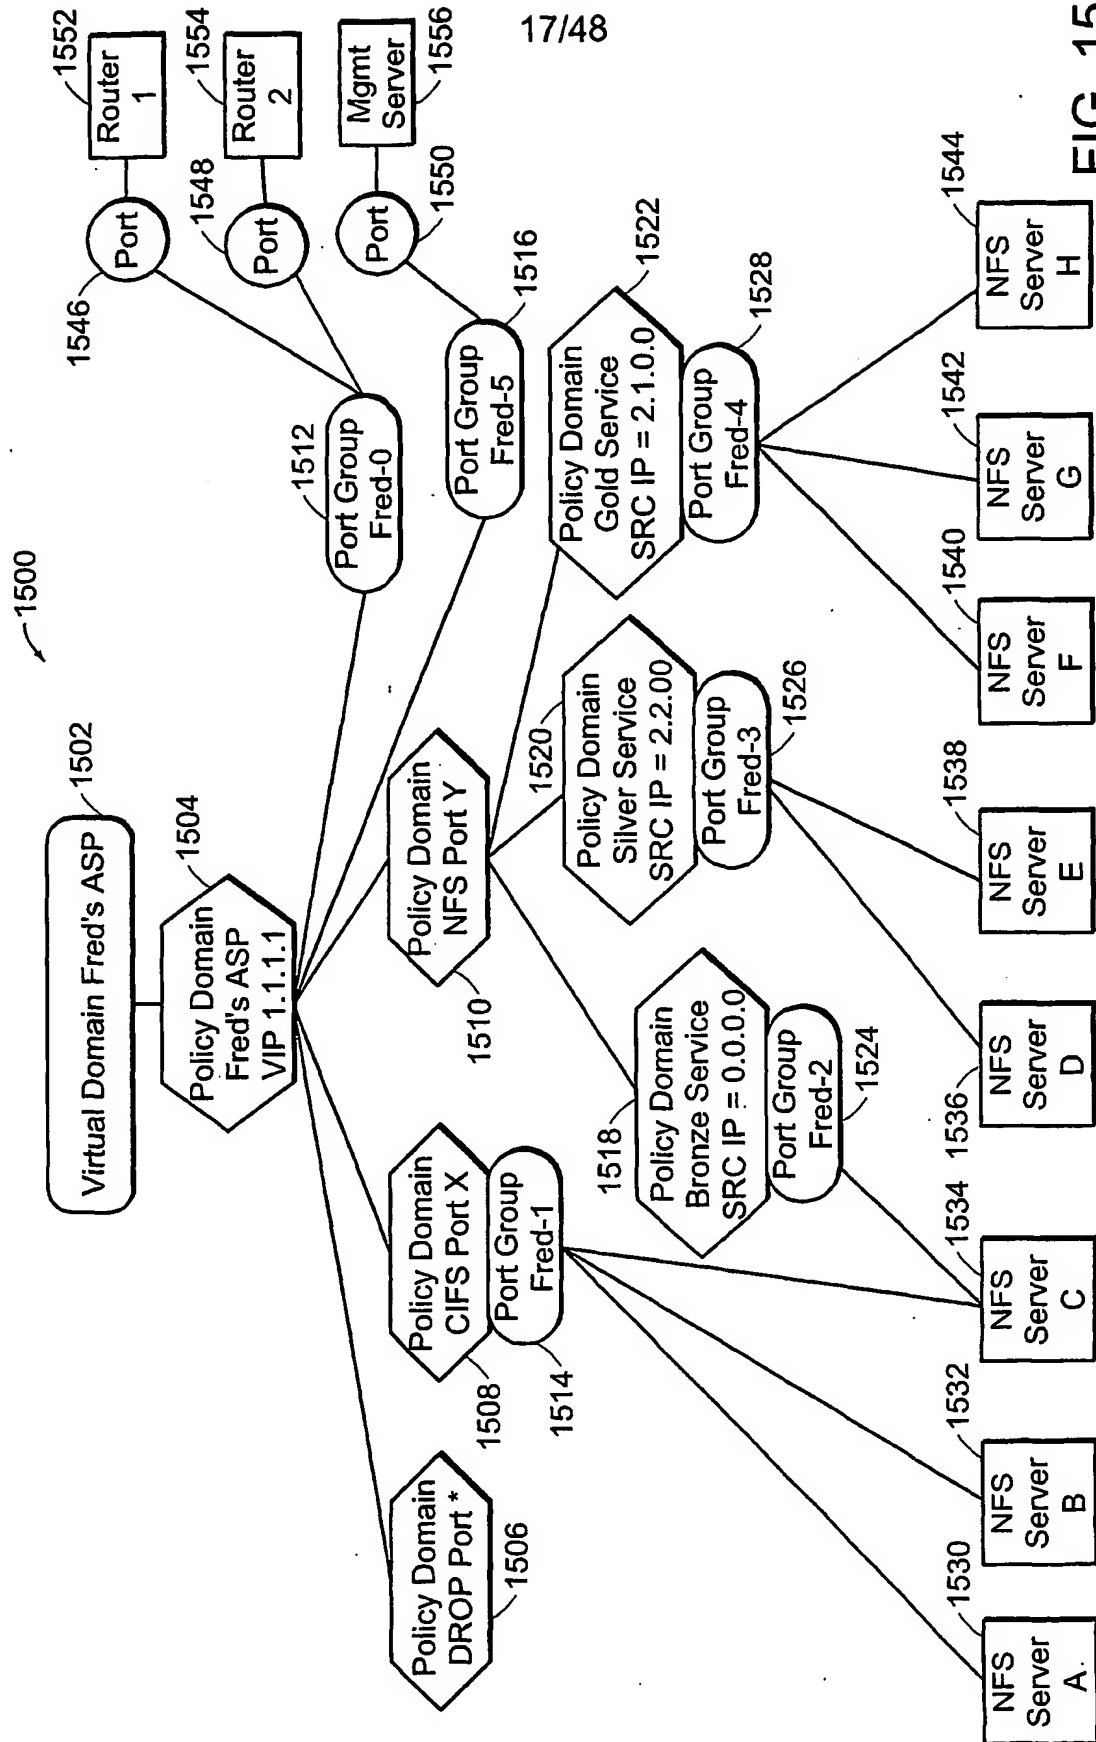 17/48
FIG. 15
1500
Virtual Domain Fred's ASP
1502
Policy Domain
Fred's ASP
VIP 1.1.1.1
1504
Policy Domain
DROP Port *
1506
Policy Domain
CIFS Port X
1508
Port Group
Fred-1
1514
Policy Domain
NFS Port Y
1510
Port Group
Fred-0
1512
Port Group
Fred-5
1516
Port
1546
Port
1548
Port
1550
Router
1
1552
Router
2
1554
Mgmt
Server
1556
Policy Domain
Bronze Service
SRC IP = 0.0.0.0
1518
Port Group
Fred-2
1524
Policy Domain
Silver Service
SRC IP = 2.2.00
1520
Port Group
Fred-3
1526
Policy Domain
Gold Service
SRC IP = 2.1.0.0
1522
Port Group
Fred-4
1528
NFS
Server
A
1530
NFS
Server
B
1532
NFS
Server
C
1534
NFS
Server
D
1536
NFS
Server
E
1538
NFS
Server
F
1540
NFS
Server
G
1542
NFS
Server
H
1544